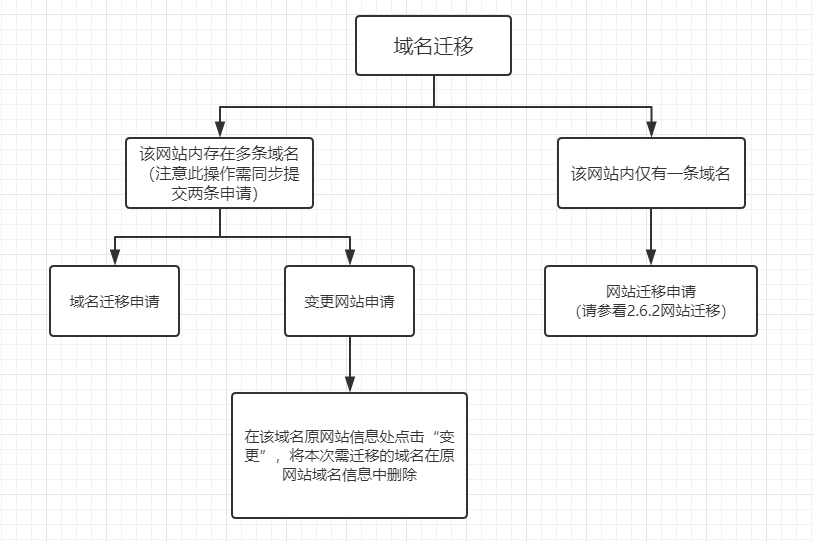 域名迁移
该网站内存在多条域名
（注意此操作需同步提
交两条申请）
该网站内仅有一条域名
域名迁移申请
变更网站申请
网站迁移申请
（请参看2.6.2网站迁移）
在该域名原网站信息处点击“变
更”，将本次需迁移的域名在原
网站域名信息中删除